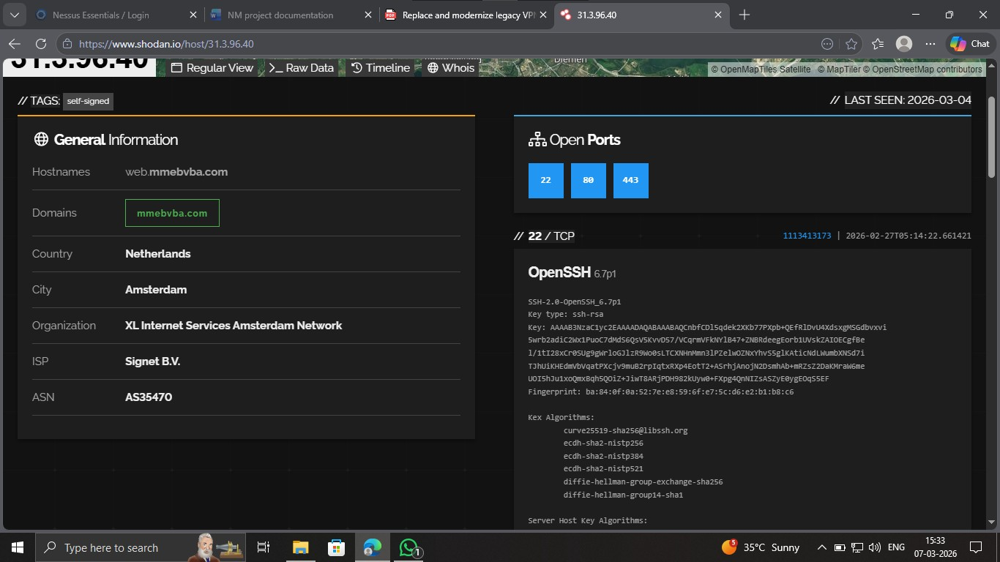 Nessus Essentials / Login
NM project documentation
Replace and modernize legacy VPN
31.3.96.40
https://www.shodan.io/host/31.3.96.40
Chat
31.3.96.40
Regular View
Raw Data
Timeline
Whois
Diemen
© OpenMapTiles Satellite © MapTiler © OpenStreetMap contributors
// TAGS: self-signed
// LAST SEEN: 2026-03-04
General Information
Hostnames web.mmebvba.com
Domains mmebvba.com
Country Netherlands
City Amsterdam
Organization XL Internet Services Amsterdam Network
ISP Signet B.V.
ASN AS35470
Open Ports
22 80 443
// 22 / TCP
1113413173 | 2026-02-27T05:14:22.661421
OpenSSH 6.7p1
SSH-2.0-OpenSSH_6.7p1
Key type: ssh-rsa
Key: AAAAB3NzaC1yc2EAAAADAQABAAABAQCnbfCDl5qdek2XKb77PXpb+QEfRlDvU4XdsxgMSGdbvxvi
5wrb2adiC2Wx1PuoC7dMdS6QsV5KvvD57/VCqrmVFkNYlB47+ZNBRdeegEorb1UVskZAIOECgfBe
l/1tI28xCr0SUg9gWrloGJlzR9Wo0sLTCXNHnMmn3lPZelwOZNxYhvS5glKAticNdLWumbXNSd7i
TJhUiKHEdmVbVqatPXcjv9muB2rpIqtxRXp4EotT2+ASrhjAnojN2DsmhAb+mRZsZ2DaKMraW6me
UOI5hJu1xoQmxBqh5QOiZ+JiwT8ARjPDH982kUyw0+FXpg4QnNIZsASZyE0ygEOqS5EF
Fingerprint: ba:84:0f:0a:52:7e:e8:59:6f:e7:5c:d6:e2:b1:b8:c6
Kex Algorithms:
curve25519-sha256@libssh.org
ecdh-sha2-nistp256
ecdh-sha2-nistp384
ecdh-sha2-nistp521
diffie-hellman-group-exchange-sha256
diffie-hellman-group14-sha1
Server Host Key Algorithms:
Type here to search
1
5
35°C Sunny
ENG
15:33
07-03-2026